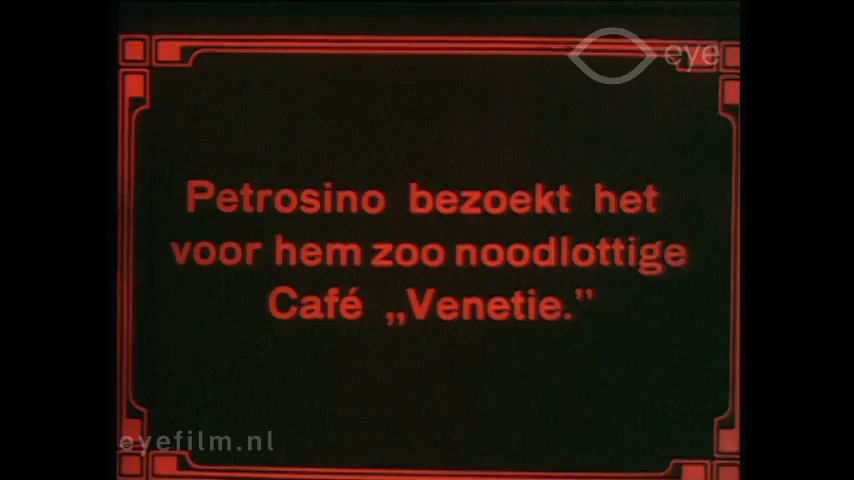 eye
Petrosino bezoekt het
voor hem zoo noodlottige
Café „Venetie.”
eyefilm.nl